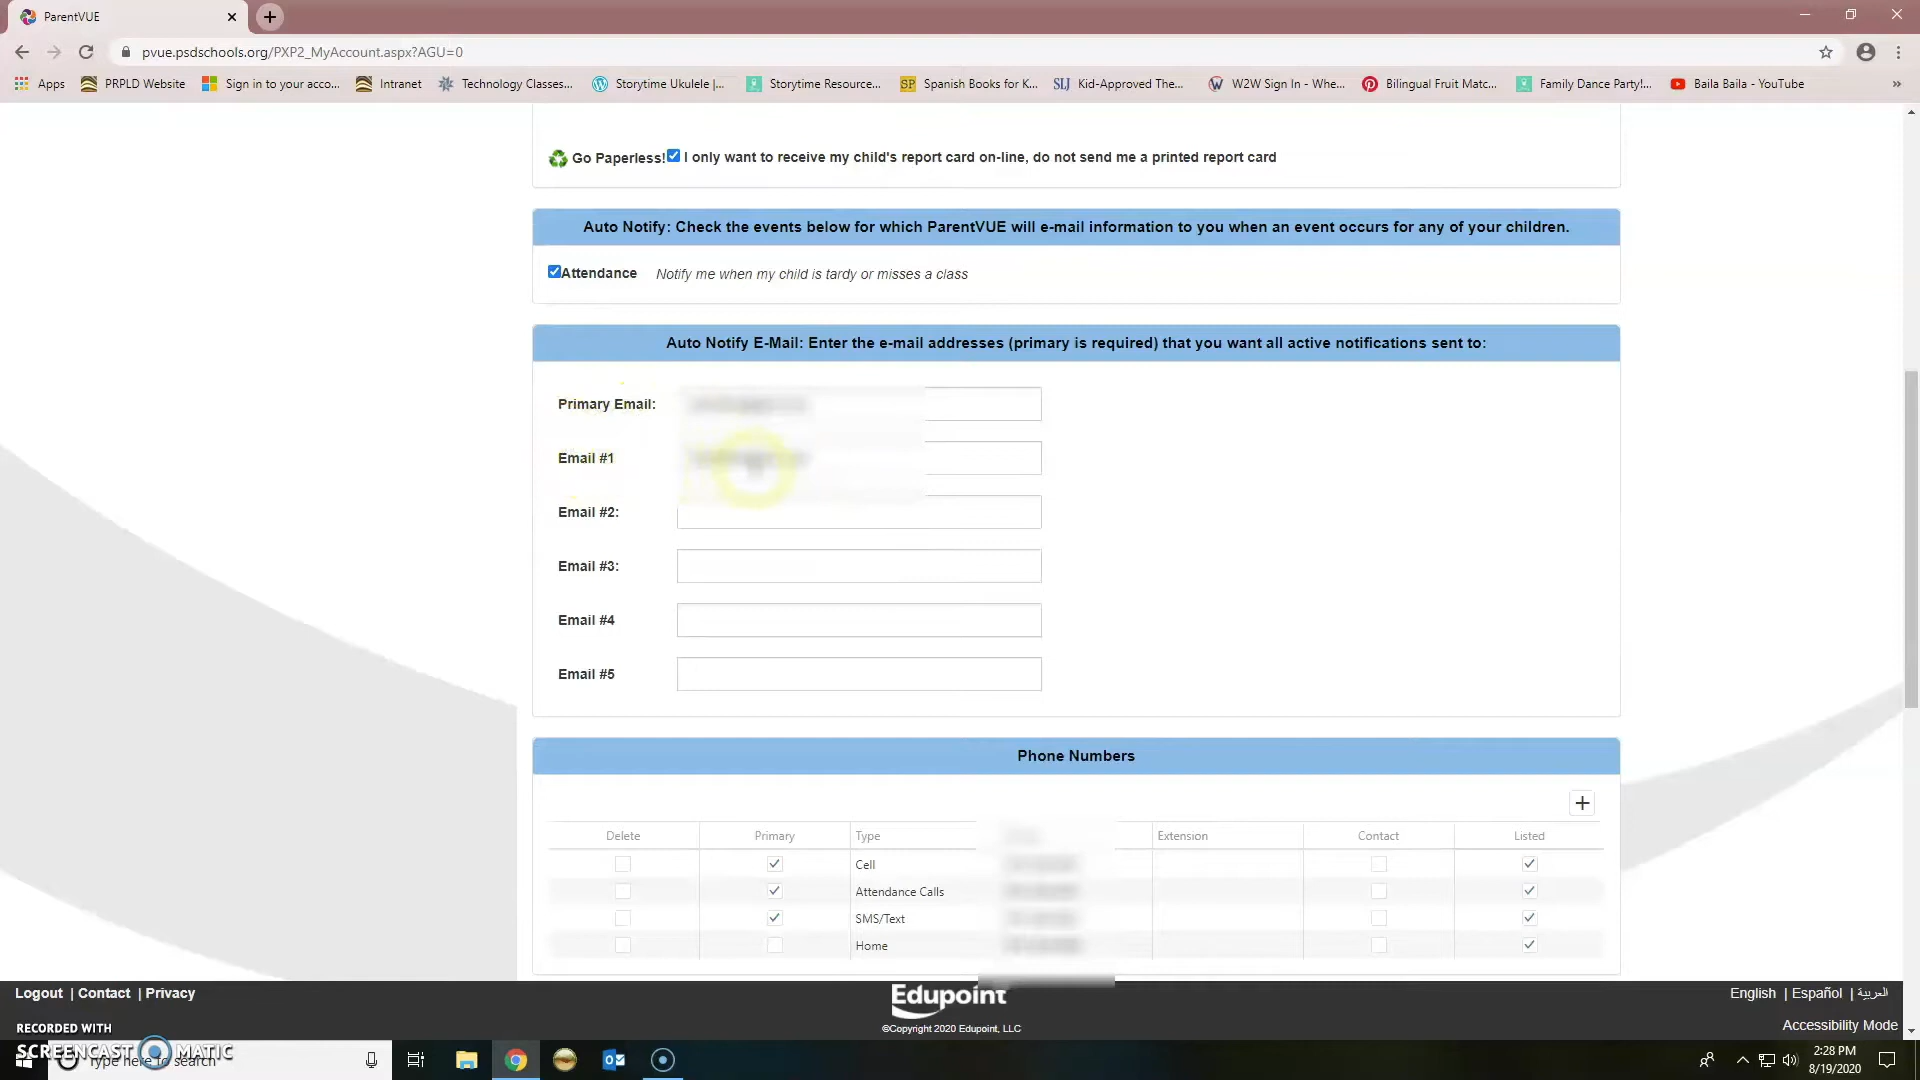 ParentVUE
pvue.psdschools.org/PXP2_MyAccount.aspx?AGU=0
Apps PRPLD Website Sign in to your acco... Intranet Technology Classes... Storytime Ukulele |... Storytime Resource... SP Spanish Books for K... SLJ Kid-Approved The... W2W Sign In - Whe... Bilingual Fruit Matc... Family Dance Party!... Baila Baila - YouTube »
Go Paperless! I only want to receive my child's report card on-line, do not send me a printed report card
Auto Notify: Check the events below for which ParentVUE will e-mail information to you when an event occurs for any of your children.
Attendance Notify me when my child is tardy or misses a class
Auto Notify E-Mail: Enter the e-mail addresses (primary is required) that you want all active notifications sent to:
Primary Email:
Email #1
Email #2:
Email #3:
Email #4
Email #5
Phone Numbers
Delete Primary Type Extension Contact Listed
Cell
Attendance Calls
SMS/Text
Home
Logout | Contact | Privacy
Edupoint
©Copyright 2020 Edupoint, LLC
English | Español | العربية
Accessibility Mode
RECORDED WITH
SCREENCAST MATIC
Type here to search
2:28 PM
8/19/2020